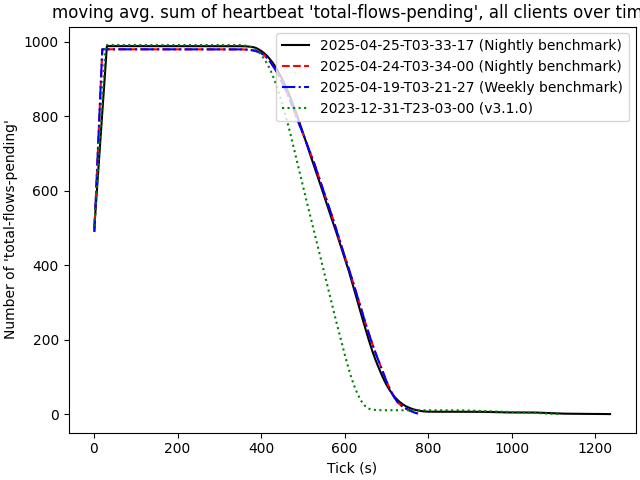 moving avg. sum of heartbeat 'total-flows-pending', all clients over tim
2025-04-25-T03-33-17 (Nightly benchmark)
2025-04-24-T03-34-00 (Nightly benchmark)
2025-04-19-T03-21-27 (Weekly benchmark)
2023-12-31-T23-03-00 (v3.1.0)
Number of 'total-flows-pending'
1000
800
600
400
200
0
0 200 400 600 800 1000 1200
Tick (s)